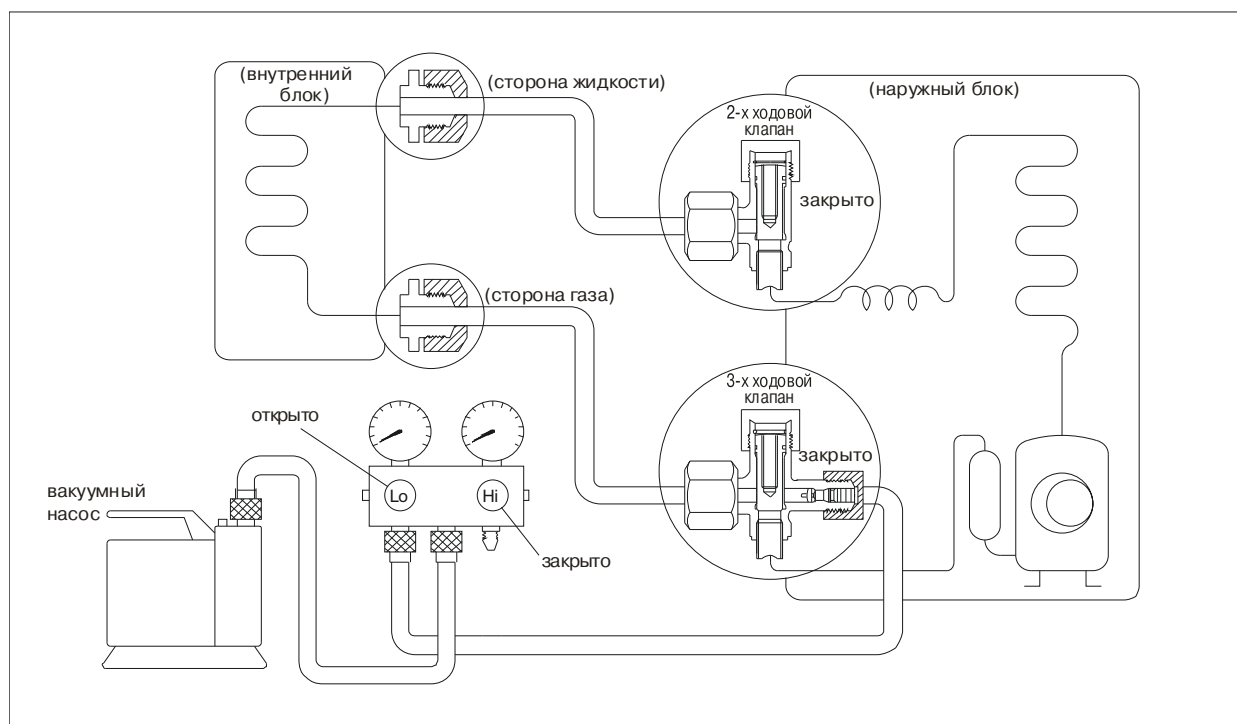 (внутренний
блок)
(сторона жидкости)
(наружный блок)
2-х ходовой
клапан
закрыто
(сторона газа)
3-х ходовой
клапан
закрыто
открыто
Lo
Hi
вакуумный
насос
закрыто